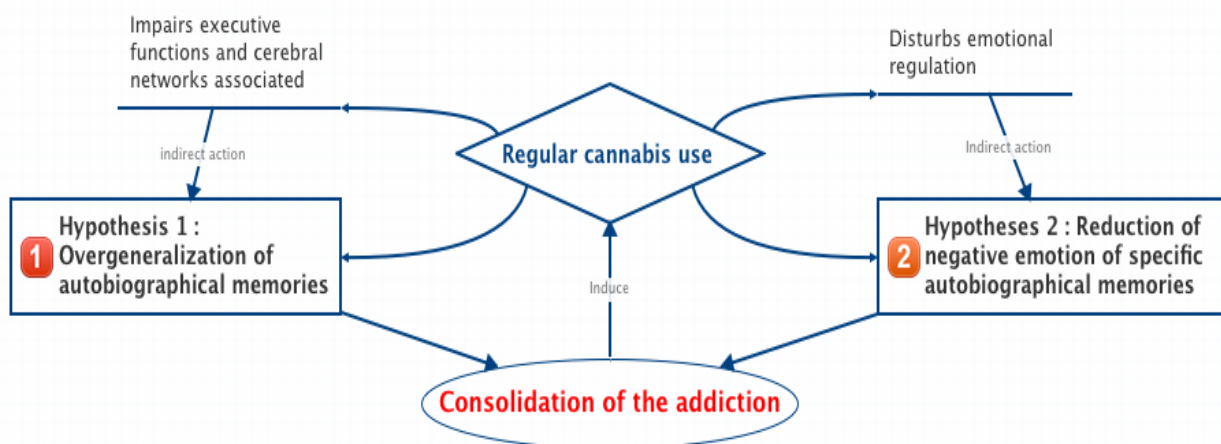 Impairs executive
functions and cerebral
networks associated
Disturbs emotional
regulation
indirect action
Regular cannabis use
Indirect action
1
Hypothesis 1 :
Overgeneralization of
autobiographical memories
2
Hypotheses 2 : Reduction of
negative emotion of specific
autobiographical memories
Induce
Consolidation of the addiction